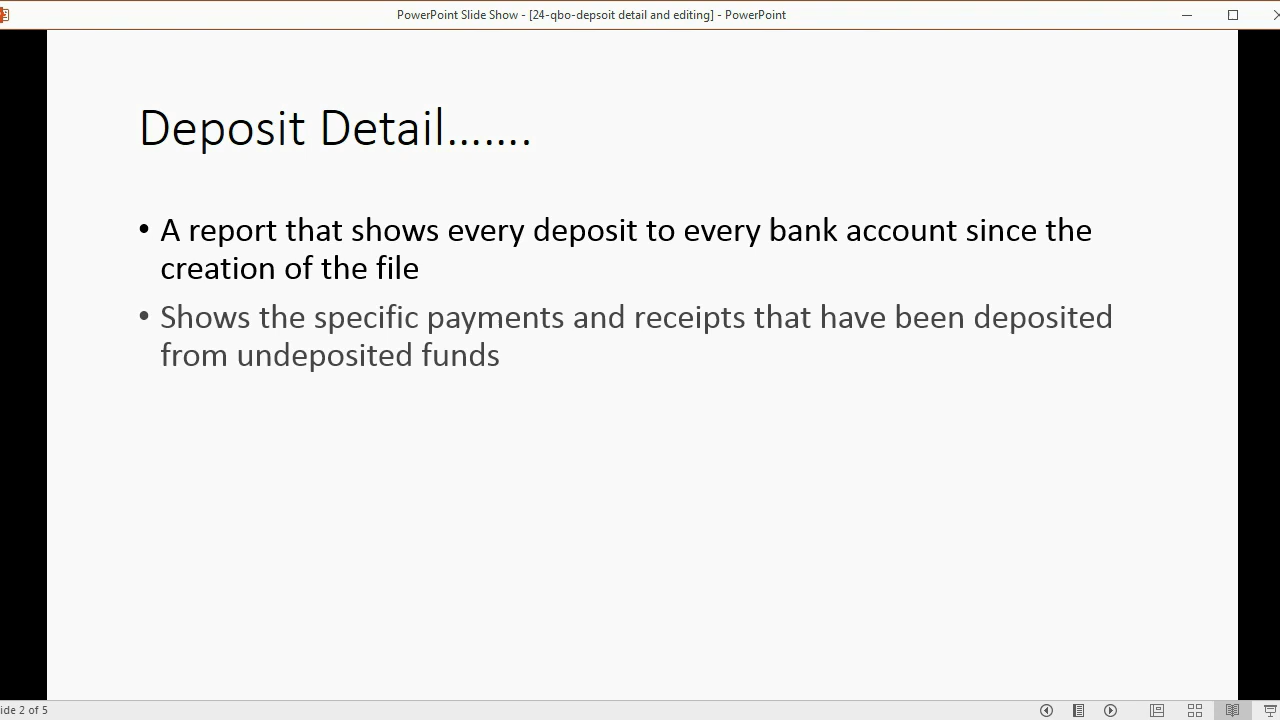 PowerPoint Slide Show - [24-qbo-depsoit detail and editing] - PowerPoint
Deposit Detail.......
• A report that shows every deposit to every bank account since the
creation of the file
• Shows the specific payments and receipts that have been deposited
from undeposited funds
ide 2 of 5